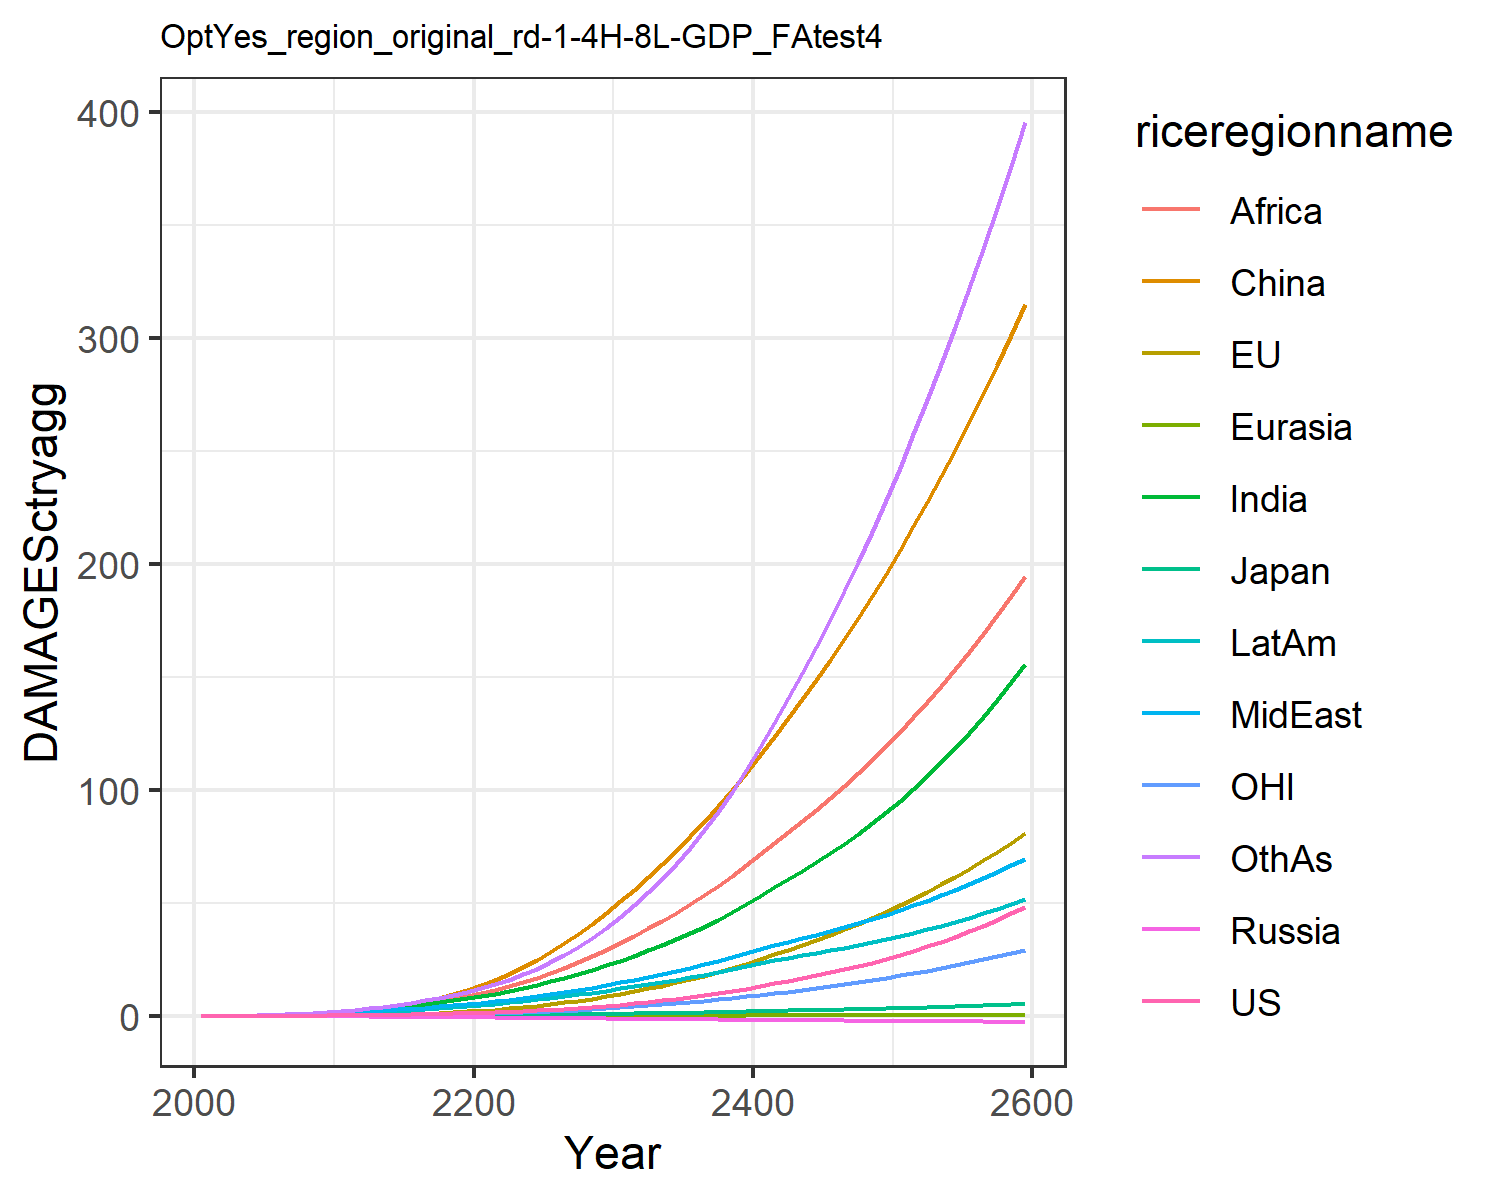 OptYes_region_original_rd-1-4H-8L-GDP_FAtest4
400
300
200
100
0
DAMAGESctryagg
2000
2200
2400
2600
Year
riceregionname
Africa
China
EU
Eurasia
India
Japan
LatAm
MidEast
OHI
OthAs
Russia
US